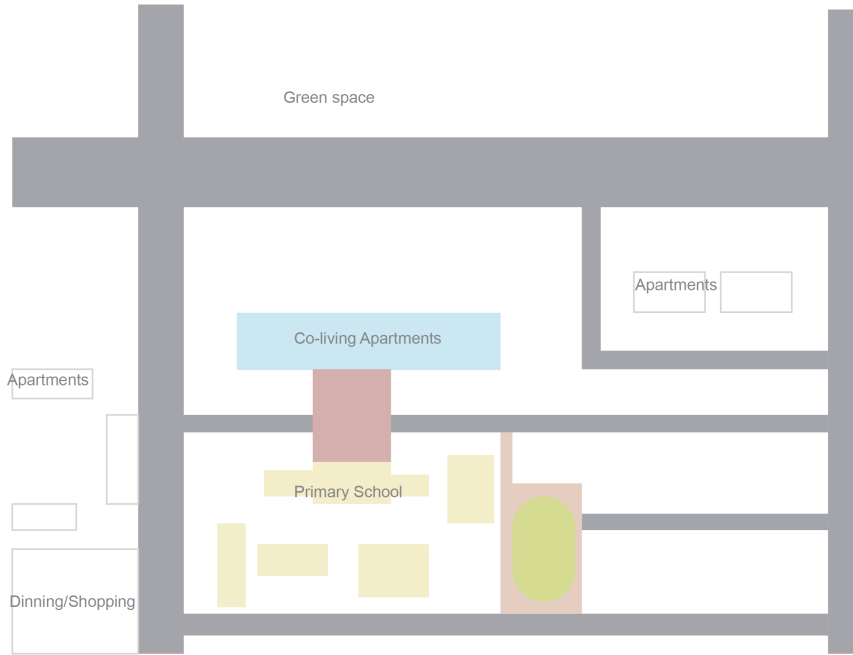 Green space
Apartments
Co-living Apartments
Apartments
Primary School
Dinning/Shopping